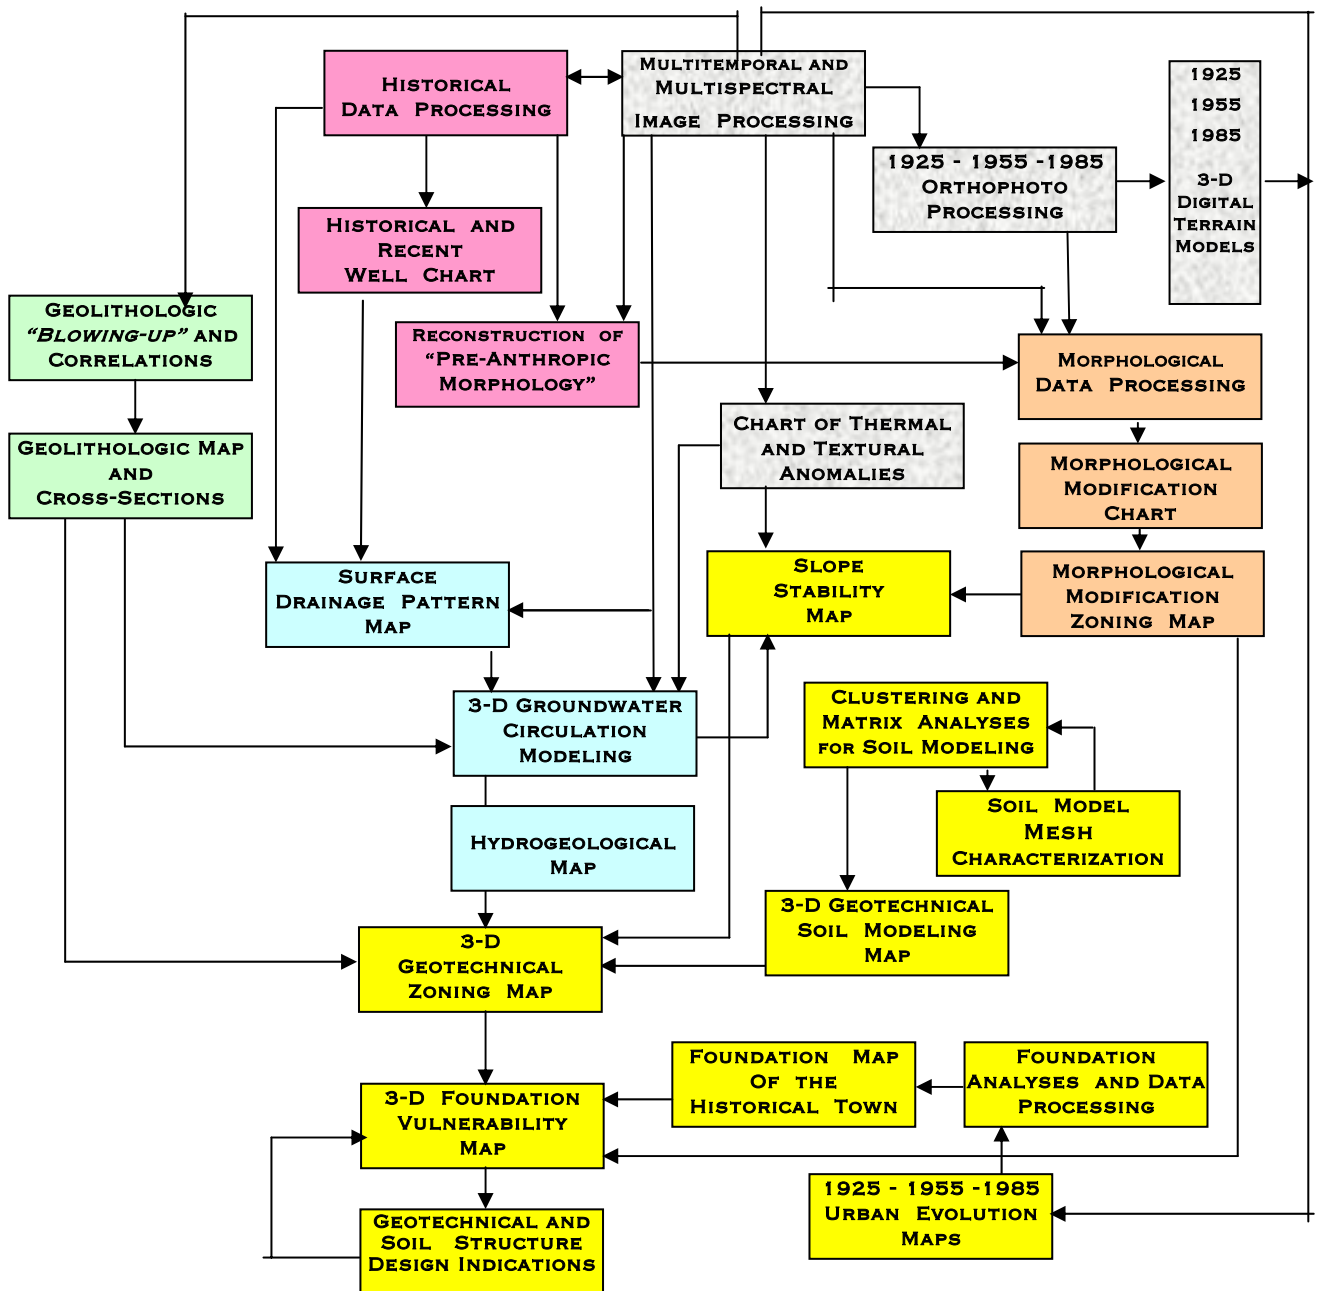 Historical
Data Processing
Multitemporal and
Multispectral
Image Processing
1925
1955
1985
3-D
Digital
Terrain
Models
1925 - 1955 -1985
Orthophoto
Processing
Historical and
Recent
Well Chart
Geolithologic
“Blowing-up” and
Correlations
Reconstruction of
“Pre-Anthropic
Morphology”
Morphological
Data Processing
Chart of Thermal
and Textural
Anomalies
Geolithologic Map
and
Cross-Sections
Morphological
Modification
Chart
Surface
Drainage Pattern
Map
Slope
Stability
Map
Morphological
Modification
Zoning Map
3-D Groundwater
Circulation
Modeling
Clustering and
Matrix Analyses
for Soil Modeling
Soil Model
Mesh
Characterization
Hydrogeological
Map
3-D Geotechnical
Soil Modeling
Map
3-D
Geotechnical
Zoning Map
Foundation Map
Of the
Historical Town
Foundation
Analyses and Data
Processing
3-D Foundation
Vulnerability
Map
1925 - 1955 -1985
Urban Evolution
Maps
Geotechnical and
Soil Structure
Design Indications